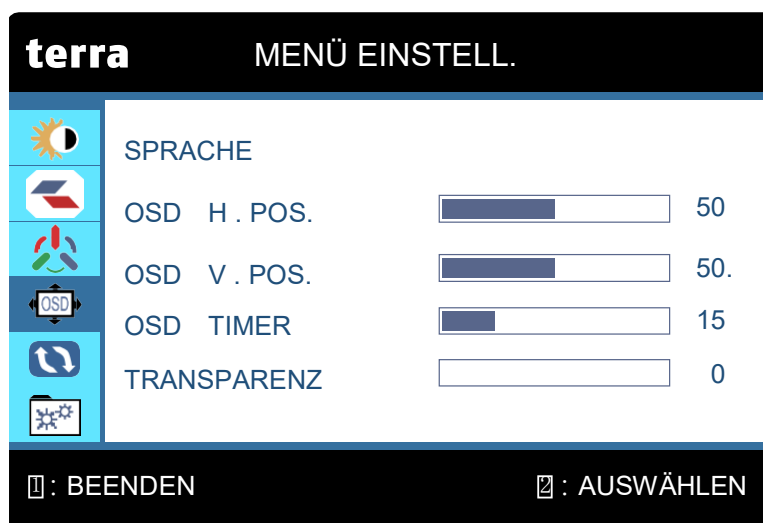 terra MENÜ EINSTELL.
SPRACHE
OSD H . POS. 50
OSD V . POS. 50.
OSD OSD TIMER 15
TRANSPARENZ 0
1 : BEENDEN 2 : AUSWÄHLEN